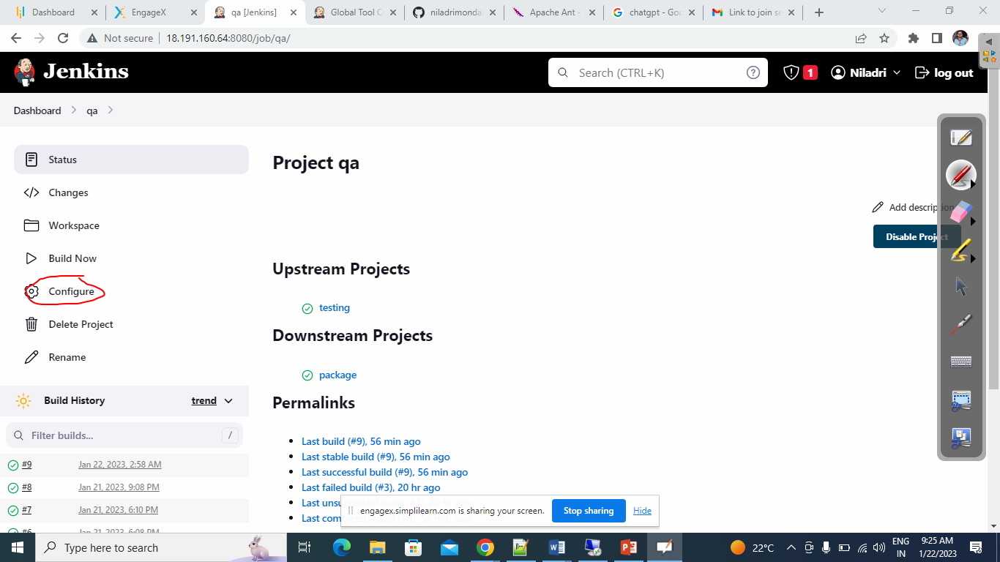 Dashboard
EngageX
qa [Jenkins]
Global Tool C
niladrimonda
Apache Ant -
chatgpt - Goo
Link to join se
Not secure
18.191.160.64:8080/job/qa/
Jenkins
Search (CTRL+K)
1
Niladri
log out
Dashboard
qa
Status
Changes
Workspace
Build Now
Configure
Delete Project
Rename
Build History
trend
Filter builds...
/
#9 Jan 22, 2023, 2:58 AM
#8 Jan 21, 2023, 9:08 PM
#7 Jan 21, 2023, 6:10 PM
#6 Jan 21, 2023, 6:08 PM
Project qa
Add description
Disable Project
Upstream Projects
testing
Downstream Projects
package
Permalinks
Last build (#9), 56 min ago
Last stable build (#9), 56 min ago
Last successful build (#9), 56 min ago
Last failed build (#3), 20 hr ago
Last unsu
Last com
engagex.simplilearn.com is sharing your screen.
Stop sharing
Hide
Type here to search
22°C
ENG
IN
9:25 AM
1/22/2023